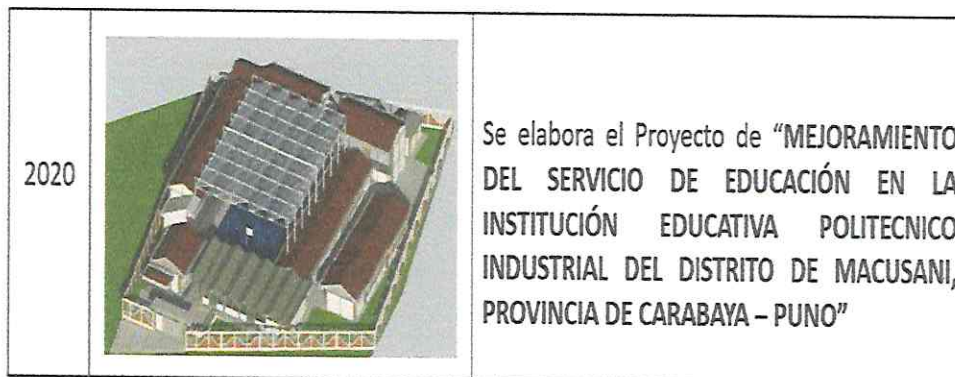 2020
Se elabora el Proyecto de “MEJORAMIENTO
DEL SERVICIO DE EDUCACIÓN EN LA
INSTITUCIÓN EDUCATIVA POLITECNICO
INDUSTRIAL DEL DISTRITO DE MACUSANI,
PROVINCIA DE CARABAYA – PUNO”